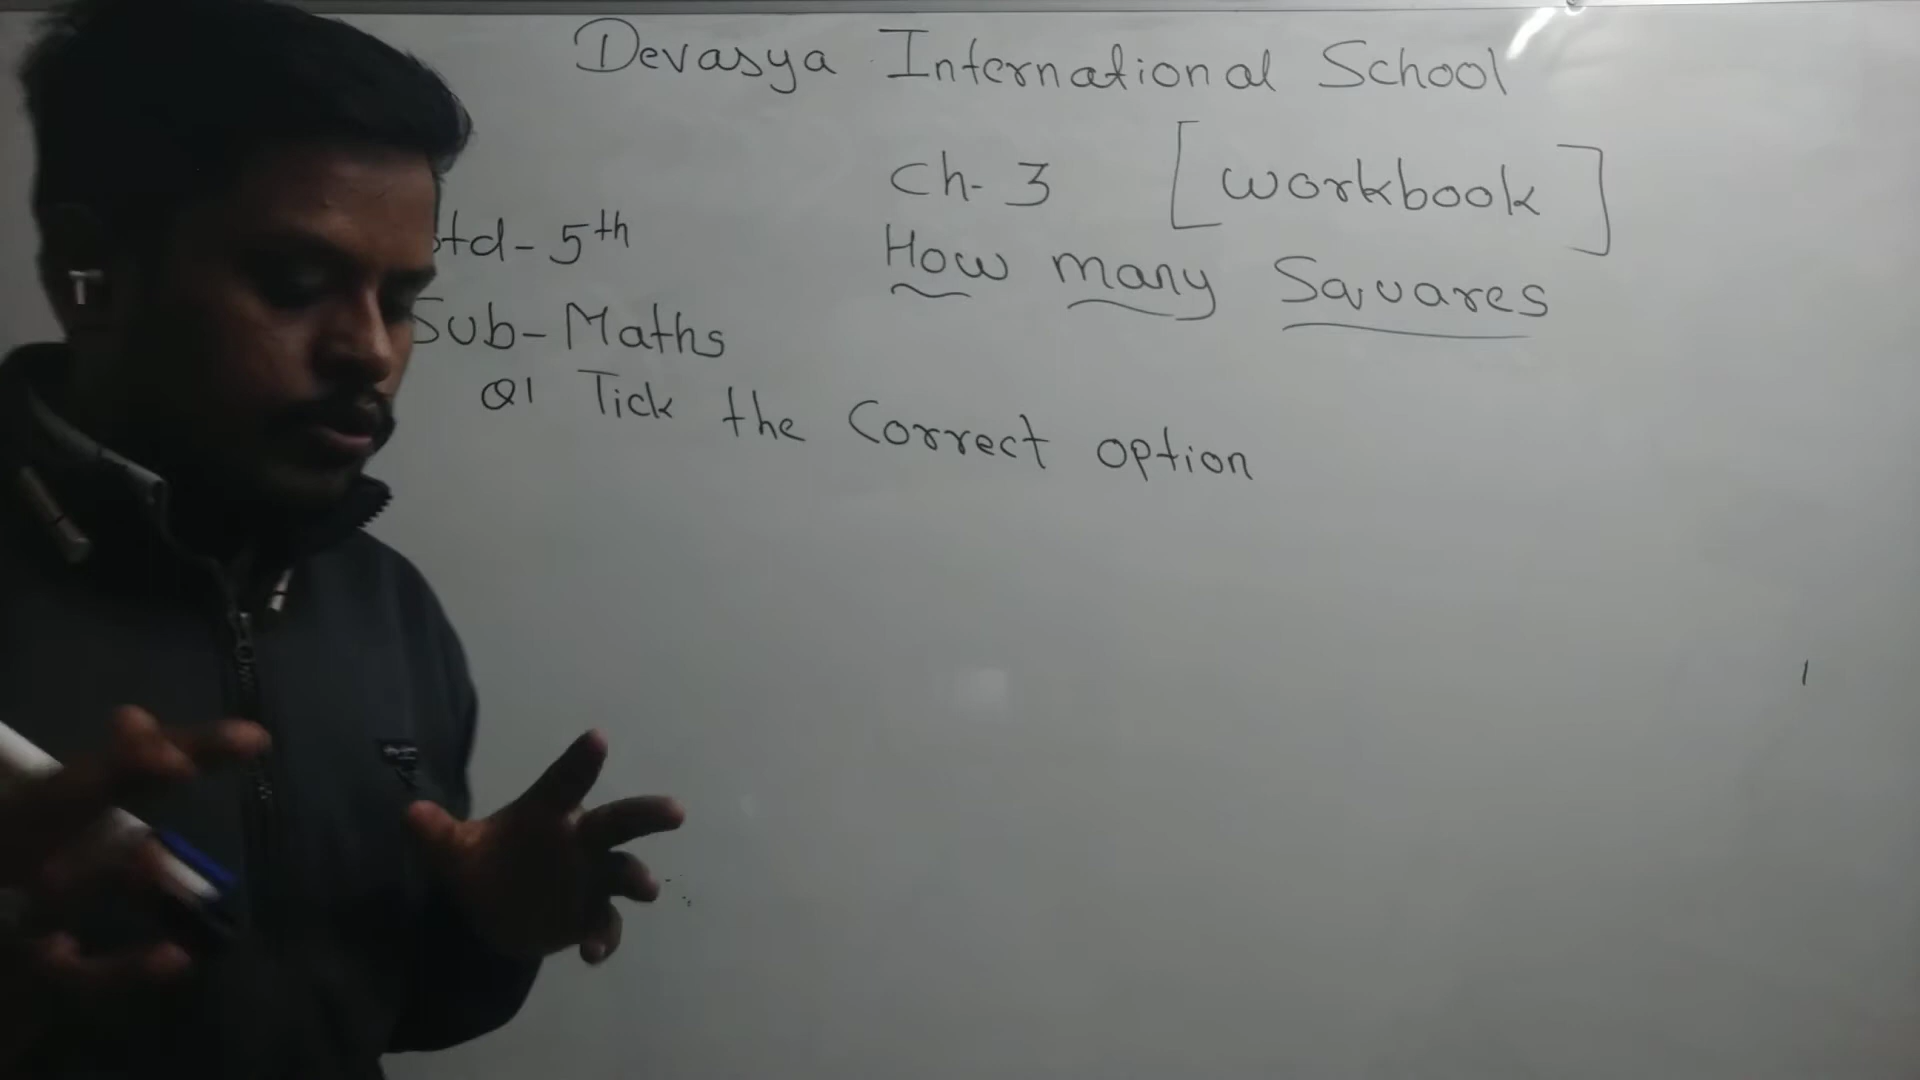 Devasya International School
Ch-3 [workbook]
Std-5th
How many Squares
Sub-Maths
Q1 Tick the Correct option